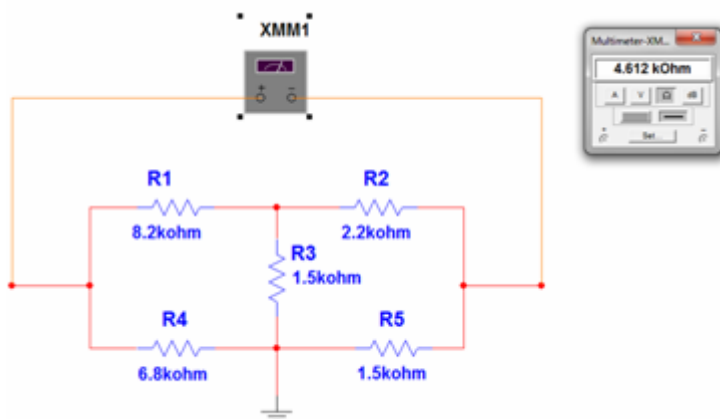 XMM1
Multimeter-XM...
4.612 kOhm
A V Ω dB
Set...
+ -
R1
8.2kohm
R2
2.2kohm
R3
1.5kohm
R4
6.8kohm
R5
1.5kohm